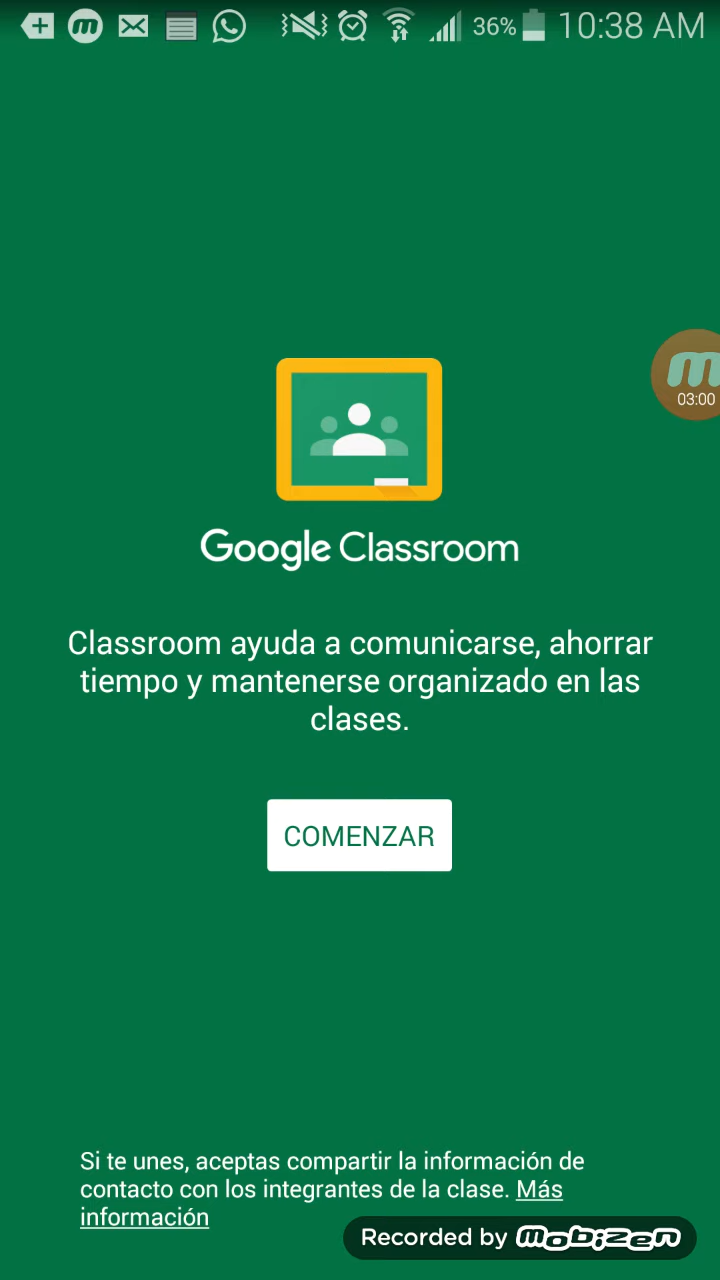 36% 10:38 AM
m
03:00
Google Classroom
Classroom ayuda a comunicarse, ahorrar
tiempo y mantenerse organizado en las
clases.
COMENZAR
Si te unes, aceptas compartir la información de
contacto con los integrantes de la clase. Más
información
Recorded by mobizen